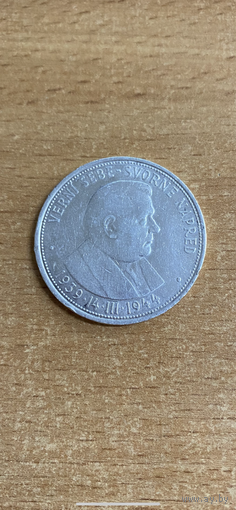 VERNÍ SEBE - SVORNE NAPRED
1939 · 14 · III · 1944